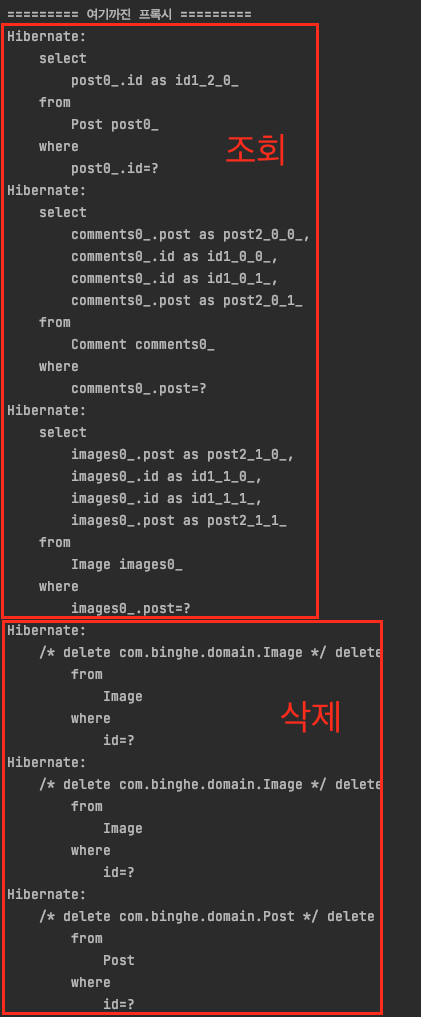 ========= 여기까진 프록시 =========
Hibernate:
    select
        post0_.id as id1_2_0_
    from
        Post post0_
    where
        post0_.id=?
조회
Hibernate:
    select
        comments0_.post as post2_0_0_,
        comments0_.id as id1_0_0_,
        comments0_.id as id1_0_1_,
        comments0_.post as post2_0_1_
    from
        Comment comments0_
    where
        comments0_.post=?
Hibernate:
    select
        images0_.post as post2_1_0_,
        images0_.id as id1_1_0_,
        images0_.id as id1_1_1_,
        images0_.post as post2_1_1_
    from
        Image images0_
    where
        images0_.post=?
Hibernate:
    /* delete com.binghe.domain.Image */ delete
        from
            Image
        where
            id=?
삭제
Hibernate:
    /* delete com.binghe.domain.Image */ delete
        from
            Image
        where
            id=?
Hibernate:
    /* delete com.binghe.domain.Post */ delete
        from
            Post
        where
            id=?